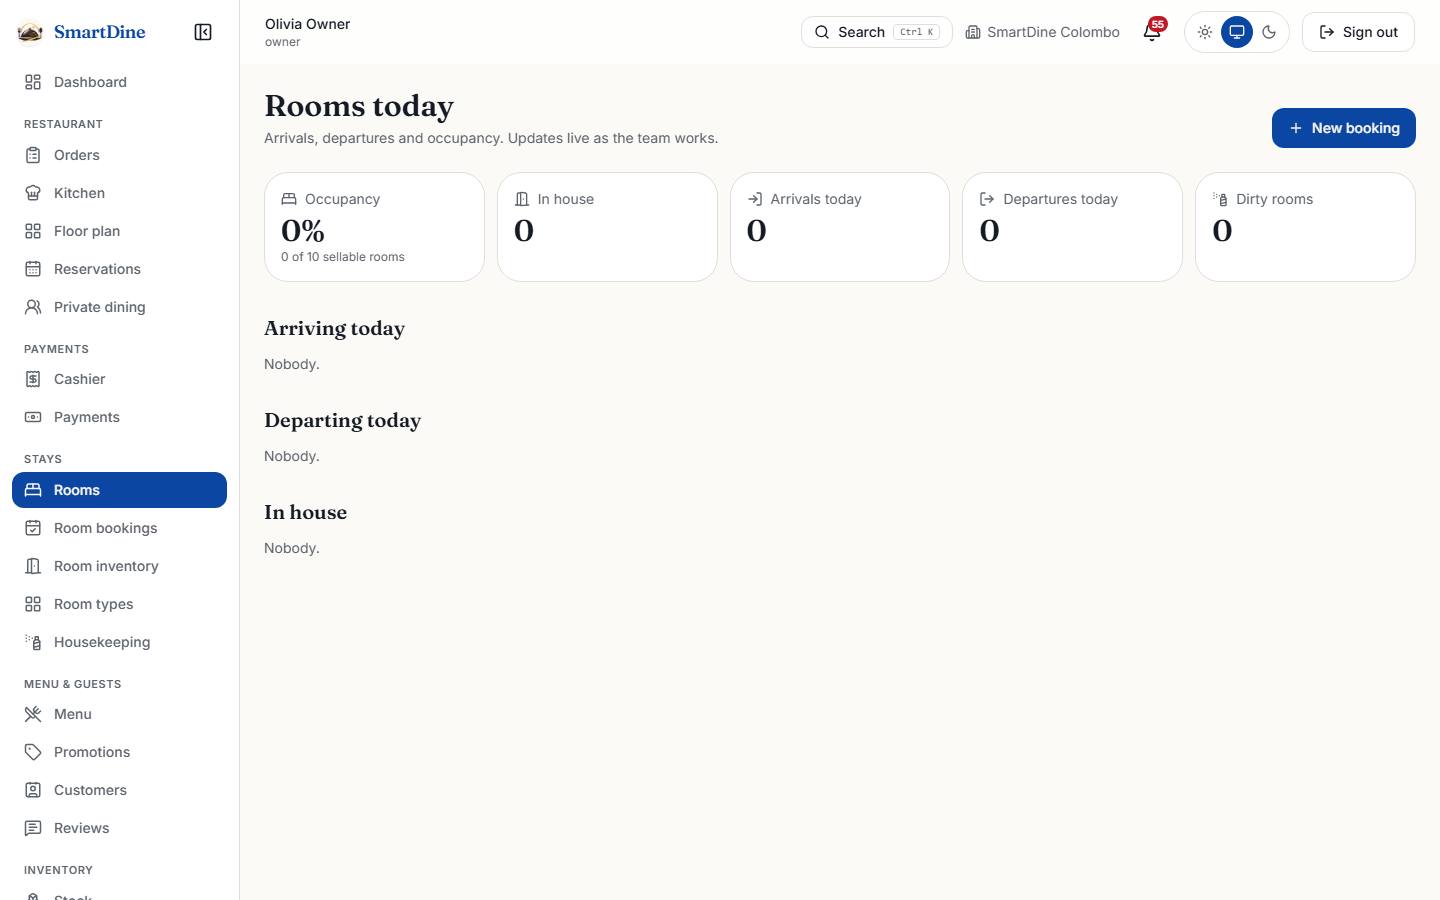 SmartDine
Dashboard
RESTAURANT
Orders
Kitchen
Floor plan
Reservations
Private dining
PAYMENTS
Cashier
Payments
STAYS
Rooms
Room bookings
Room inventory
Room types
Housekeeping
MENU & GUESTS
Menu
Promotions
Customers
Reviews
INVENTORY
Stock
Olivia Owner
owner
Search Ctrl K
SmartDine Colombo
55
Sign out
Rooms today
Arrivals, departures and occupancy. Updates live as the team works.
New booking
Occupancy
0%
0 of 10 sellable rooms
In house
0
Arrivals today
0
Departures today
0
Dirty rooms
0
Arriving today
Nobody.
Departing today
Nobody.
In house
Nobody.